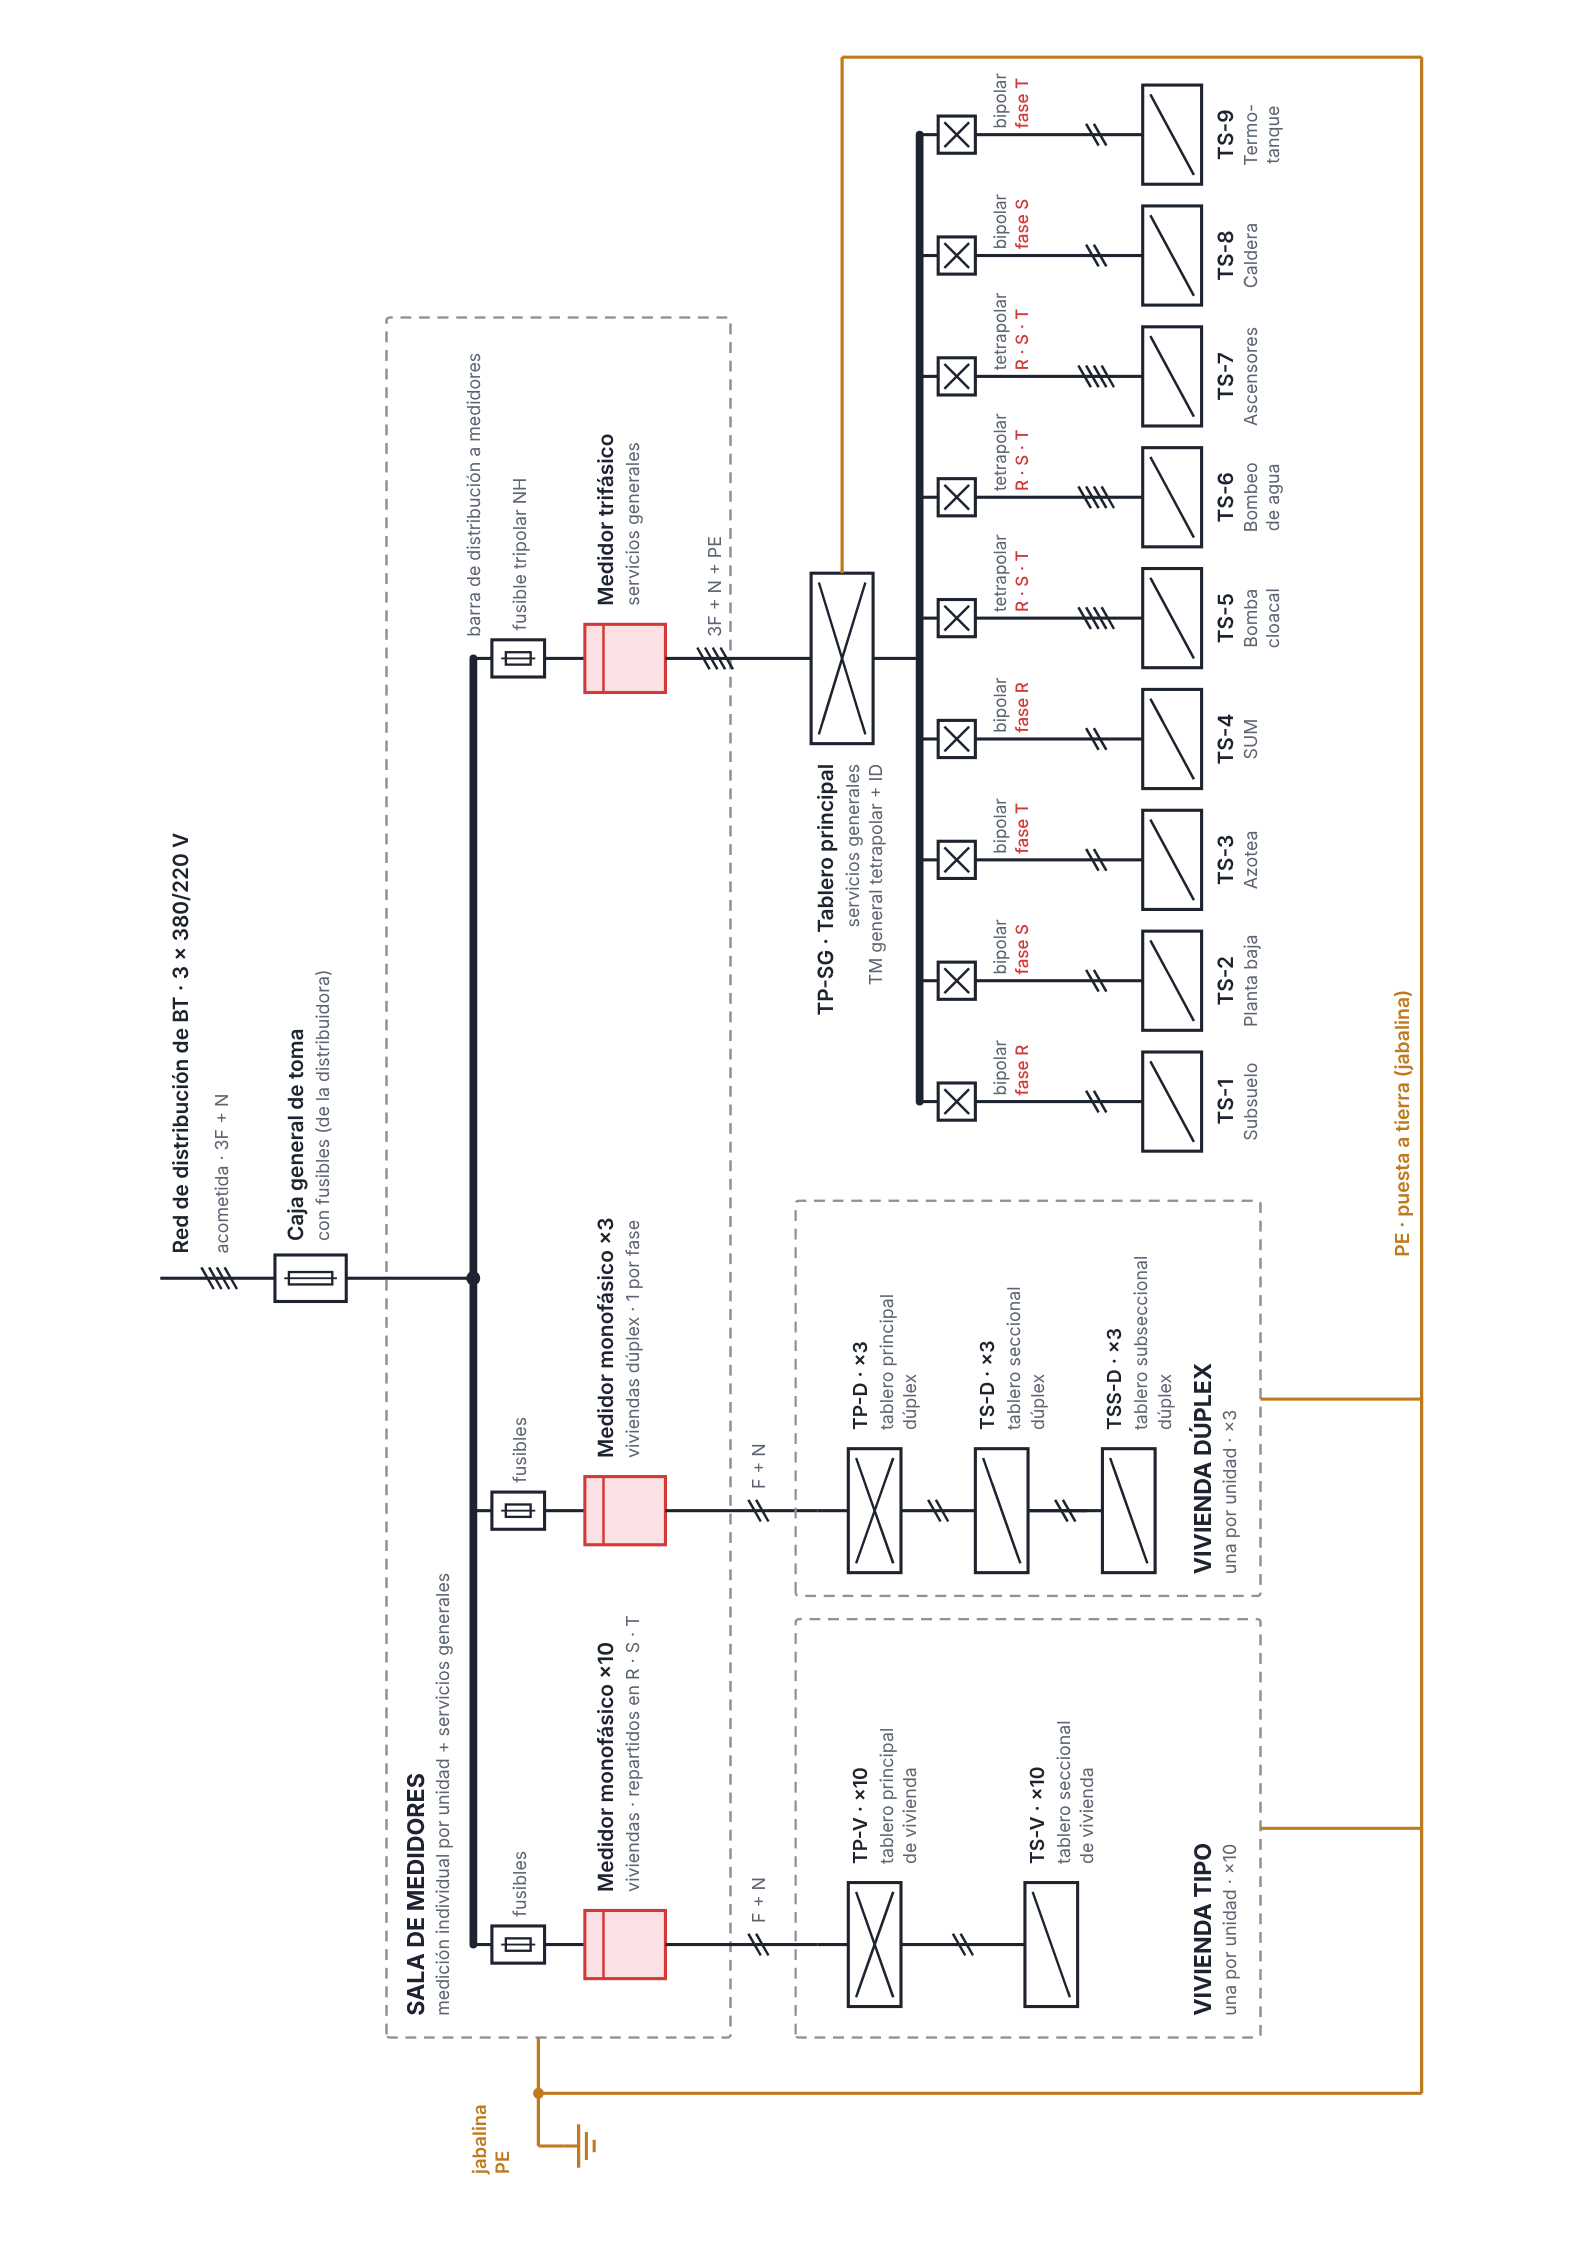 Red de distribución de BT · 3 × 380/220 V
acometida · 3F + N
Caja general de toma
con fusibles (de la distribuidora)
SALA DE MEDIDORES
medición individual por unidad + servicios generales
barra de distribución a medidores
fusibles
fusibles
fusible tripolar NH
Medidor monofásico ×10
viviendas · repartidos en R · S · T
Medidor monofásico ×3
viviendas dúplex · 1 por fase
Medidor trifásico
servicios generales
F + N
F + N
3F + N + PE
jabalina
PE
TP-V · ×10
tablero principal
de vivienda
TS-V · ×10
tablero seccional
de vivienda
VIVIENDA TIPO
una por unidad · ×10
TP-D · ×3
tablero principal
dúplex
TS-D · ×3
tablero seccional
dúplex
TSS-D · ×3
tablero subseccional
dúplex
VIVIENDA DÚPLEX
una por unidad · ×3
TP-SG · Tablero principal
servicios generales
TM general tetrapolar + ID
bipolar
fase R
TS-1
Subsuelo
bipolar
fase S
TS-2
Planta baja
bipolar
fase T
TS-3
Azotea
bipolar
fase R
TS-4
SUM
tetrapolar
R · S · T
TS-5
Bomba
cloacal
tetrapolar
R · S · T
TS-6
Bombeo
de agua
tetrapolar
R · S · T
TS-7
Ascensores
bipolar
fase S
TS-8
Caldera
bipolar
fase T
TS-9
Termo-
tanque
PE · puesta a tierra (jabalina)